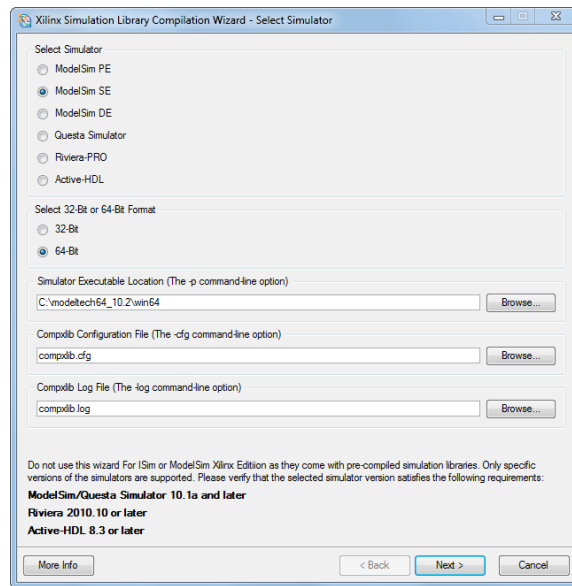 Xilinx Simulation Library Compilation Wizard - Select Simulator
Select Simulator
ModelSim PE
ModelSim SE
ModelSim DE
Questa Simulator
Riviera-PRO
Active-HDL
Select 32-Bit or 64-Bit Format
32-Bit
64-Bit
Simulator Executable Location (The -p command-line option)
C:\modeltech64_10.2\win64
Browse...
Compxlib Configuration File (The -cfg command-line option)
compxlib.cfg
Browse...
Compxlib Log File (The -log command-line option)
compxlib.log
Browse...
Do not use this wizard For ISim or ModelSim Xilinx Edition as they come with pre-compiled simulation libraries. Only specific
versions of the simulators are supported. Please verify that the selected simulator version satisfies the following requirements:
ModelSim/Questa Simulator 10.1a and later
Riviera 2010.10 or later
Active-HDL 8.3 or later
More Info
< Back
Next >
Cancel